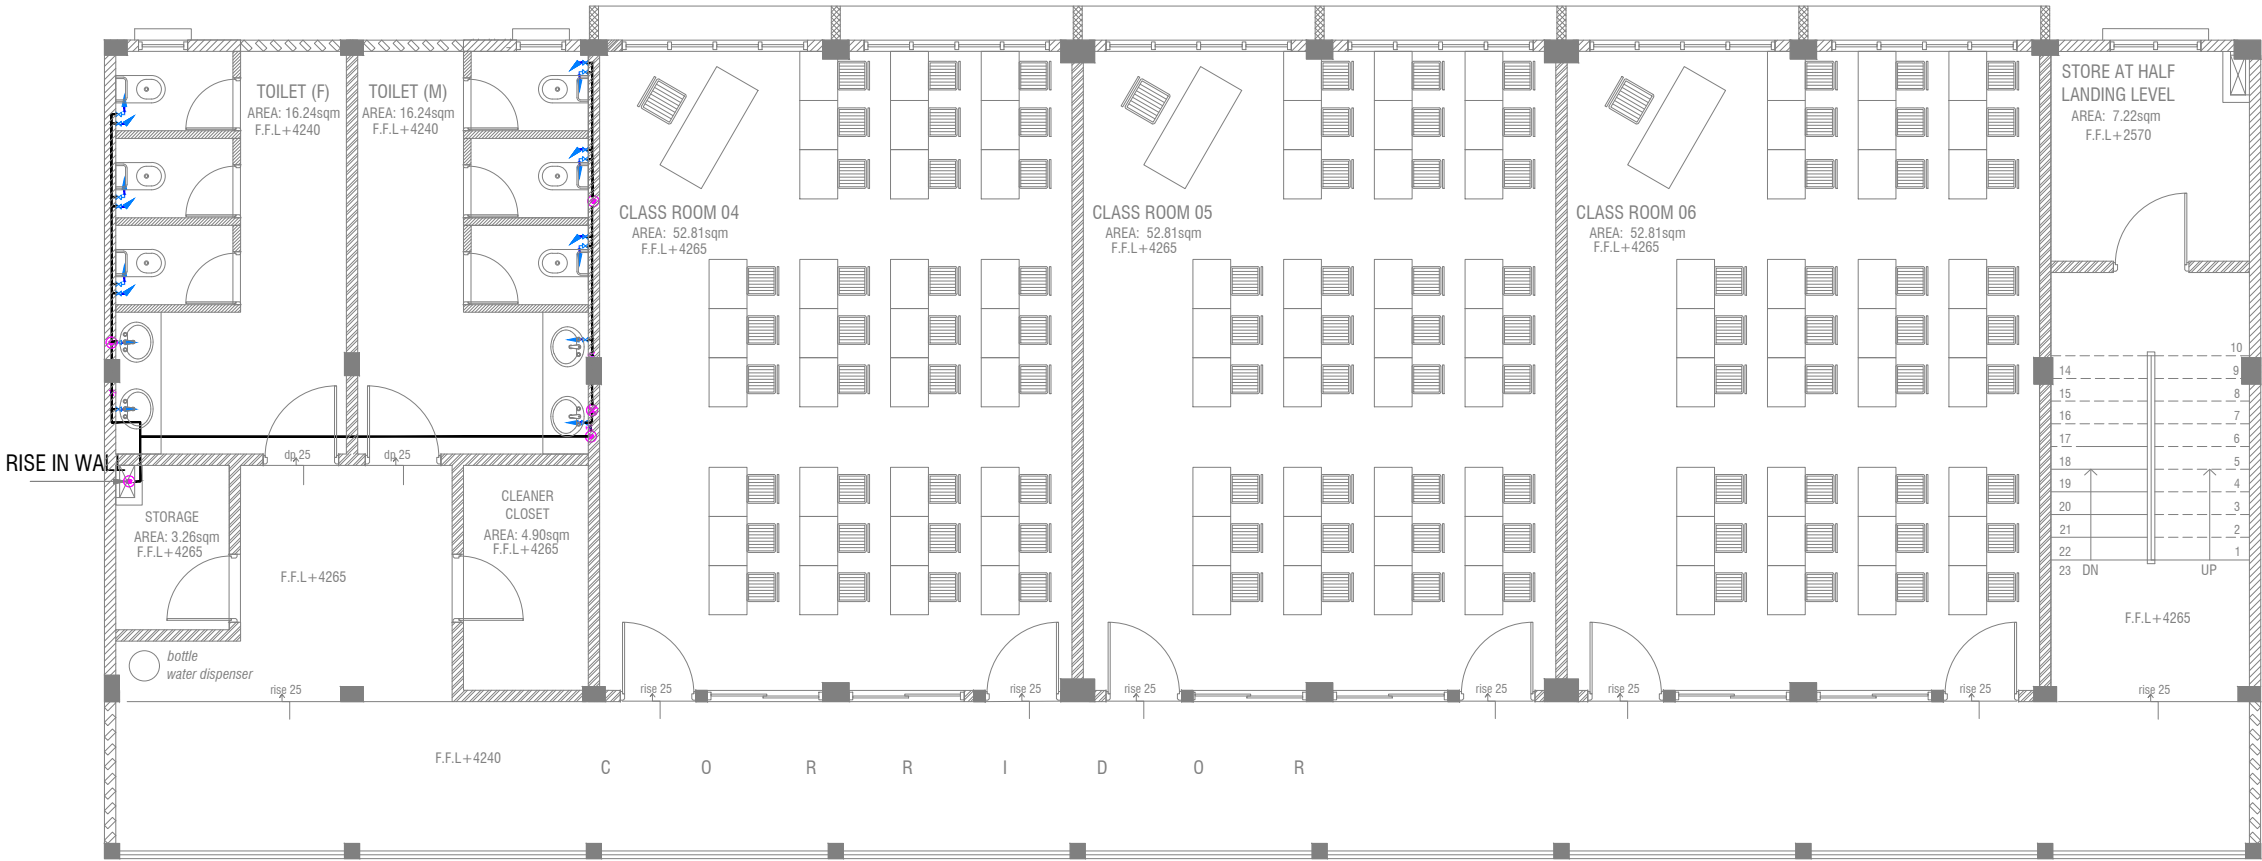 TOILET (F)
AREA: 16.24sqm
F.F.L+4240
TOILET (M)
AREA: 16.24sqm
F.F.L+4240
STORE AT HALF
LANDING LEVEL
AREA: 7.22sqm
F.F.L+2570
CLASS ROOM 04
AREA: 52.81sqm
F.F.L+4265
CLASS ROOM 05
AREA: 52.81sqm
F.F.L+4265
CLASS ROOM 06
AREA: 52.81sqm
F.F.L+4265
10
14
9
15
8
16
7
17
6
18
5
19
4
20
3
21
2
22
1
23
DN
UP
F.F.L+4265
dp 25
dp 25
RISE IN WALL
STORAGE
AREA: 3.26sqm
F.F.L+4265
CLEANER
CLOSET
AREA: 4.90sqm
F.F.L+4265
F.F.L+4265
bottle
water dispenser
rise 25
rise 25
rise 25
rise 25
rise 25
rise 25
rise 25
rise 25
F.F.L+4240
C O R R I D O R